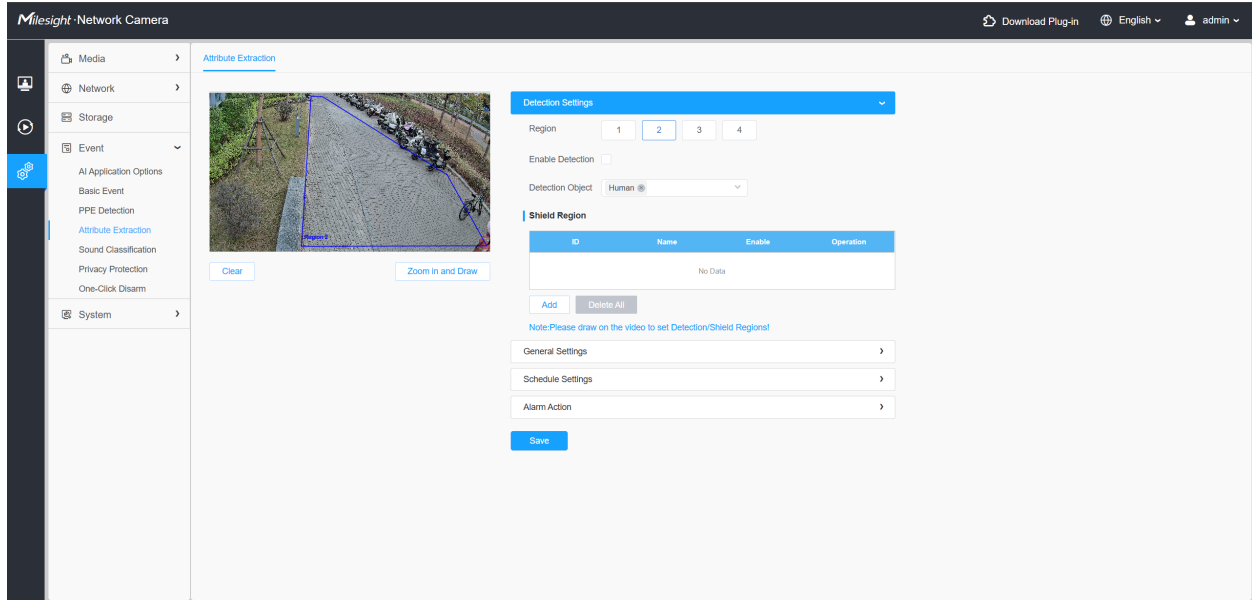 Milesight · Network Camera
Download Plug-in
English
admin
Media
Network
Storage
Event
AI Application Options
Basic Event
PPE Detection
Attribute Extraction
Sound Classification
Privacy Protection
One-Click Disarm
System
Attribute Extraction
Region 2
Clear
Zoom in and Draw
Detection Settings
Region 1 2 3 4
Enable Detection
Detection Object Human
Shield Region
ID Name Enable Operation
No Data
Add Delete All
Note:Please draw on the video to set Detection/Shield Regions!
General Settings
Schedule Settings
Alarm Action
Save